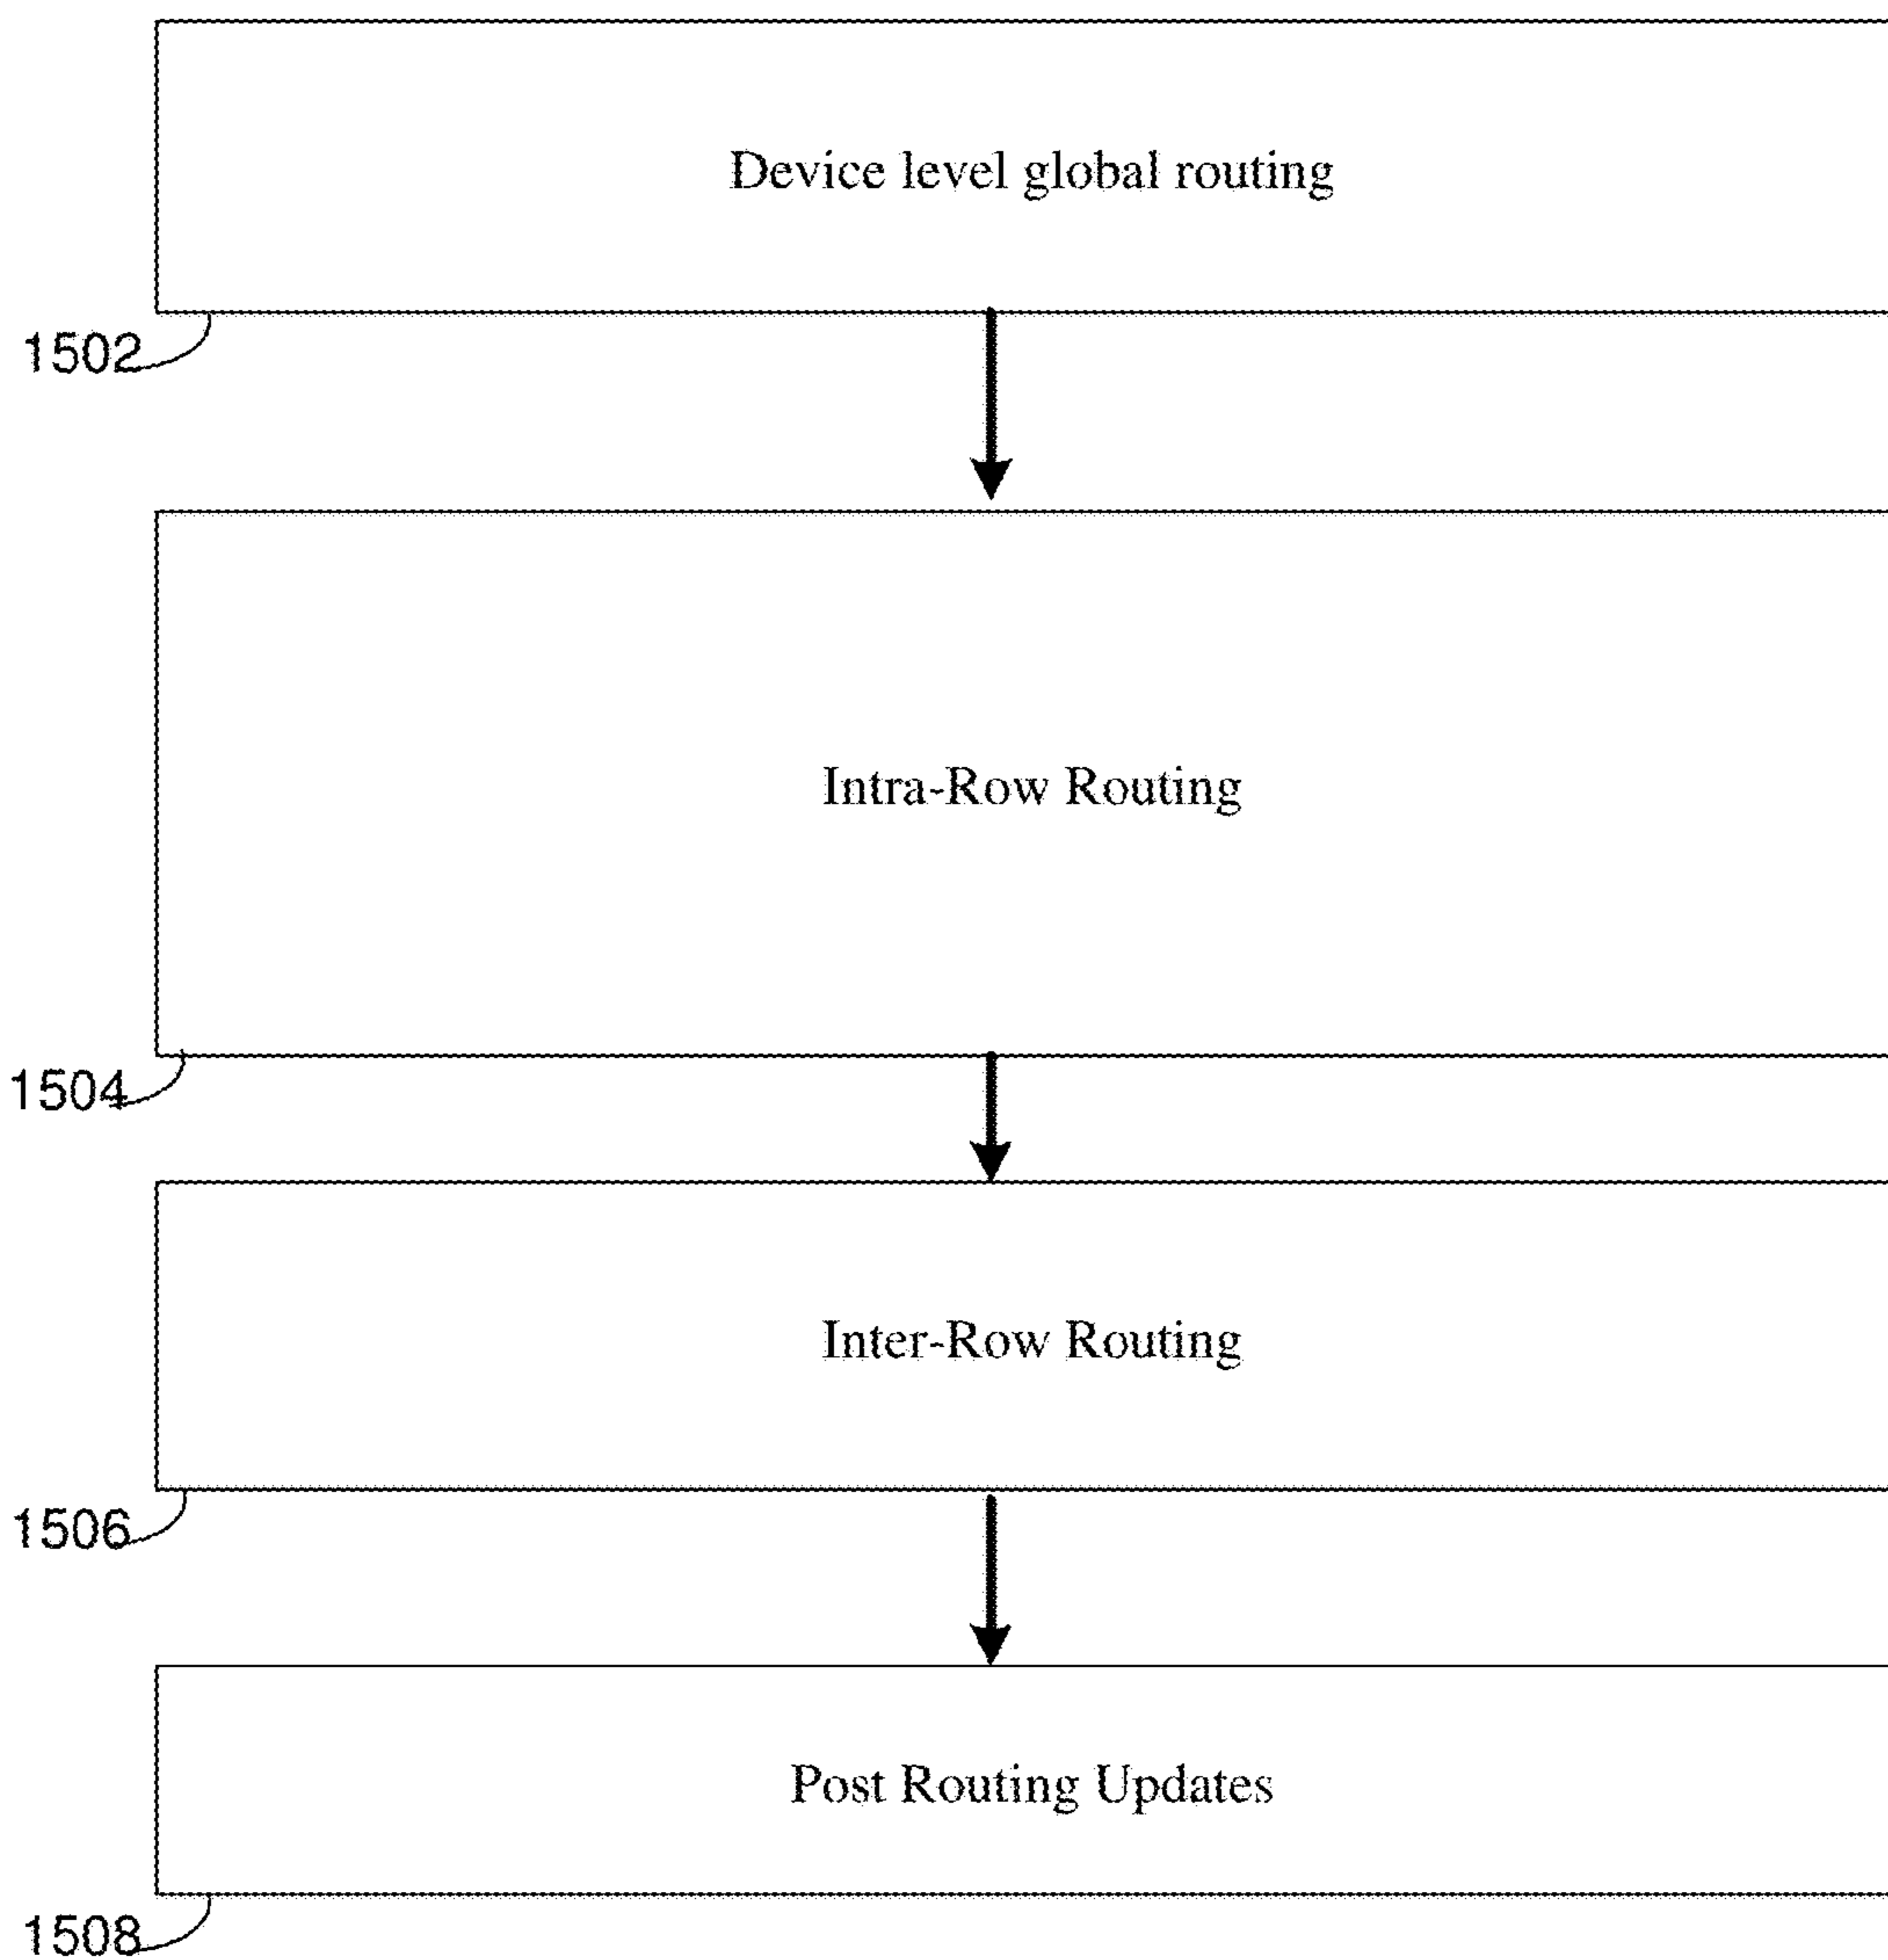 Device level global routing
1502
Intra-Row Routing
1504
Inter-Row Routing
1506
Post Routing Updates
1508